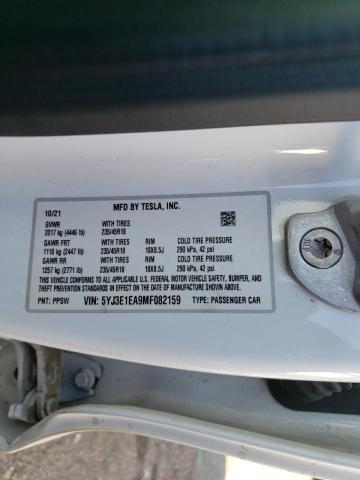 10/21 MFD BY TESLA, INC.
GVWR WITH TIRES
2017 kg (4446 lb) 235/45R18
GAWR FRT WITH TIRES RIM COLD TIRE PRESSURE
1110 kg (2447 lb) 235/45R18 18X8.5J 290 kPa, 42 psi
GAWR RR WITH TIRES RIM COLD TIRE PRESSURE
1257 kg (2771 lb) 235/45R18 18X8.5J 290 kPa, 42 psi
THIS VEHICLE CONFORMS TO ALL APPLICABLE U.S. FEDERAL MOTOR VEHICLE
SAFETY, BUMPER, AND THEFT PREVENTION STANDARDS IN
EFFECT ON THE DATE OF MANUFACTURE SHOWN ABOVE.
PNT: PPSW VIN: 5YJ3E1EA9MF082159 TYPE: PASSENGER CAR